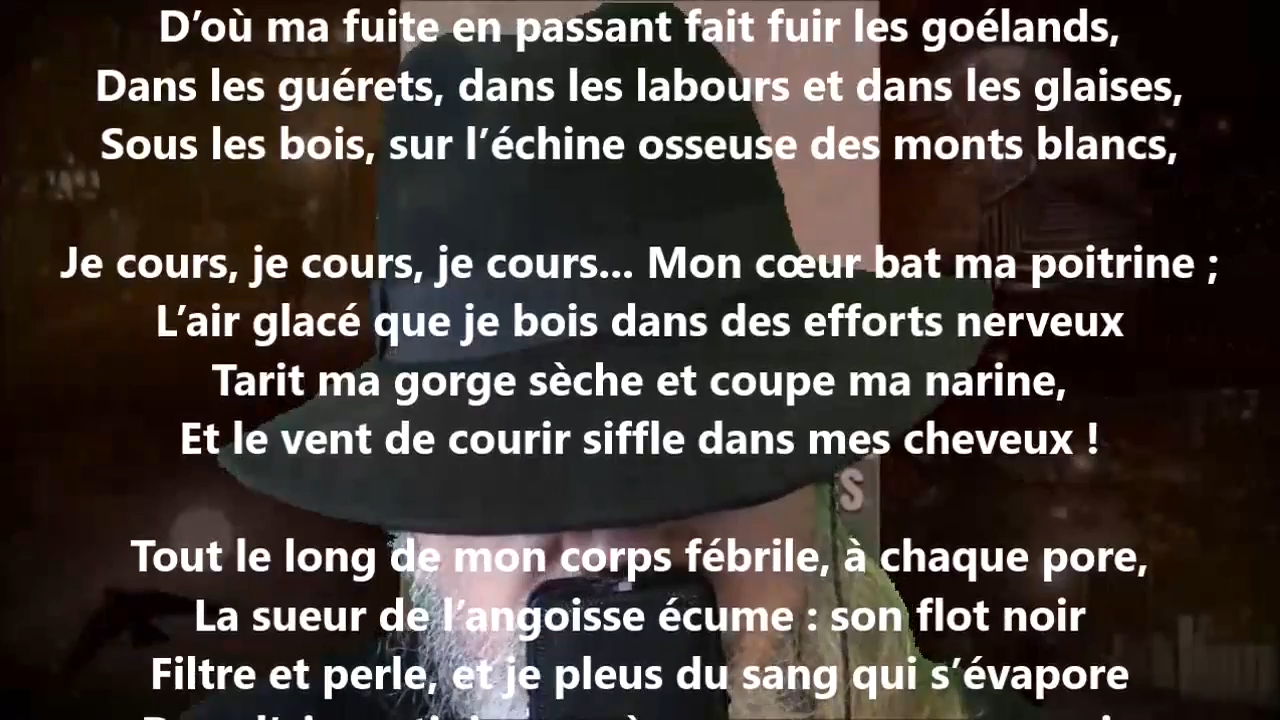 D’où ma fuite en passant fait fuir les goélands,
Dans les guérets, dans les labours et dans les glaises,
Sous les bois, sur l’échine osseuse des monts blancs,
Je cours, je cours, je cours... Mon cœur bat ma poitrine ;
L’air glacé que je bois dans des efforts nerveux
Tarit ma gorge sèche et coupe ma narine,
Et le vent de courir siffle dans mes cheveux !
S
Tout le long de mon corps fébrile, à chaque pore,
La sueur de l’angoisse écume : son flot noir
Filtre et perle, et je pleus du sang qui s’évapore